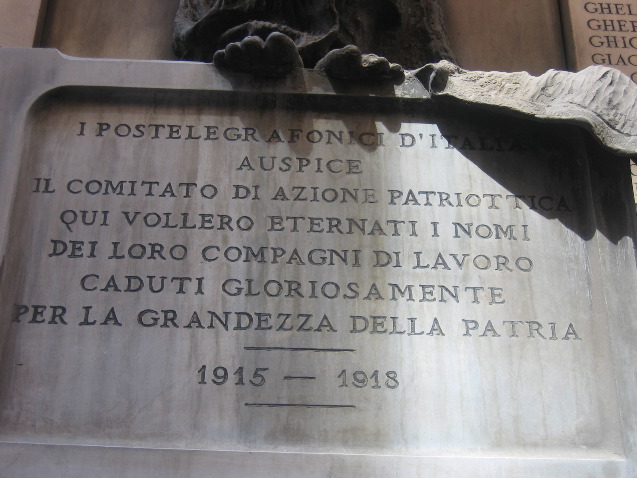 I POSTELEGRAFONICI D'ITALIA
AUSPICE
IL COMITATO DI AZIONE PATRIOTTICA
QUI VOLLERO ETERNATI I NOMI
DEI LORO COMPAGNI DI LAVORO
CADUTI GLORIOSAMENTE
PER LA GRANDEZZA DELLA PATRIA
1915 — 1918